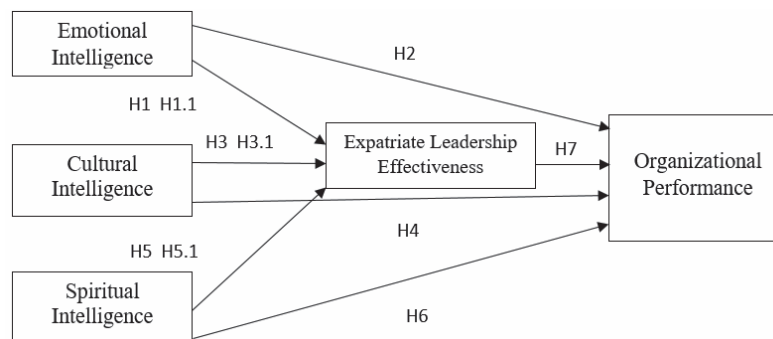 Emotional
Intelligence
H2
H1 H1.1
H3 H3.1
Expatriate Leadership
Effectiveness
H7
Organizational
Performance
Cultural
Intelligence
H4
H5 H5.1
Spiritual
Intelligence
H6